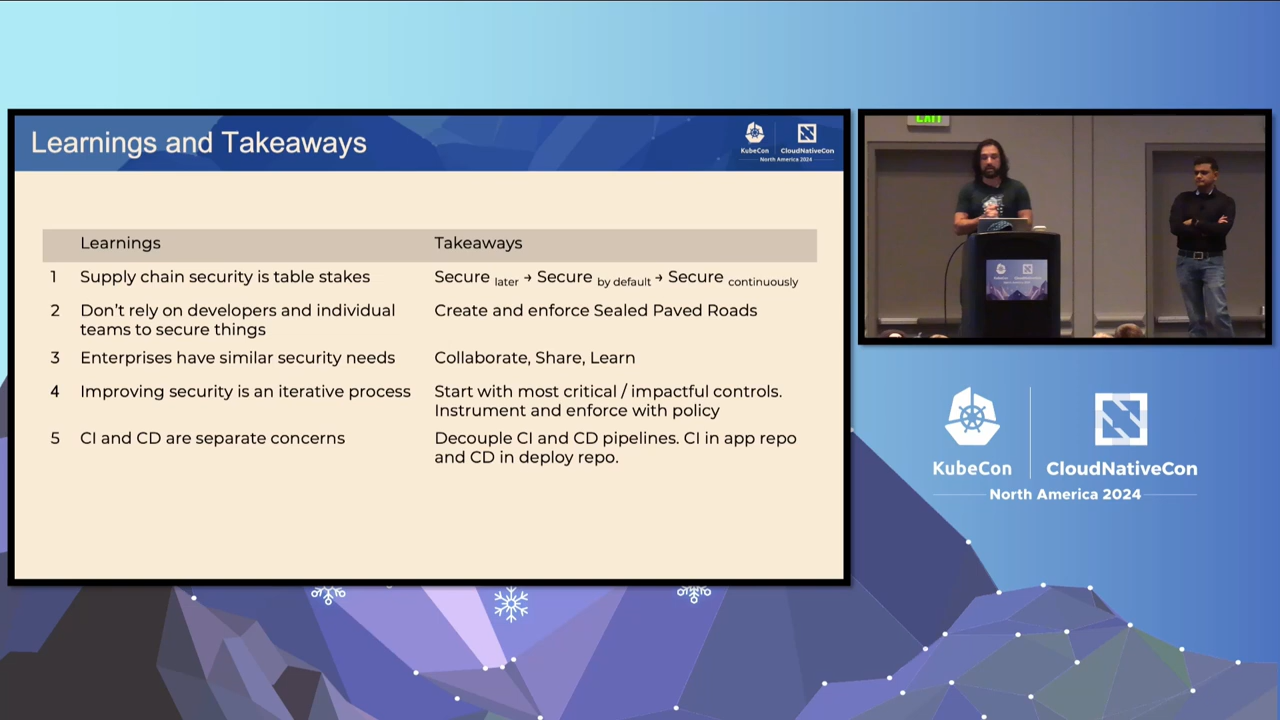 Learnings and Takeaways
KubeCon
CloudNativeCon
North America 2024
Learnings Takeaways
1 Supply chain security is table stakes Secure later → Secure by default → Secure continuously
2 Don't rely on developers and individual teams to secure things Create and enforce Sealed Paved Roads
3 Enterprises have similar security needs Collaborate, Share, Learn
4 Improving security is an iterative process Start with most critical / impactful controls.
Instrument and enforce with policy
5 CI and CD are separate concerns Decouple CI and CD pipelines. CI in app repo
and CD in deploy repo.
EXIT
KubeCon
CloudNativeCon
North America 2024